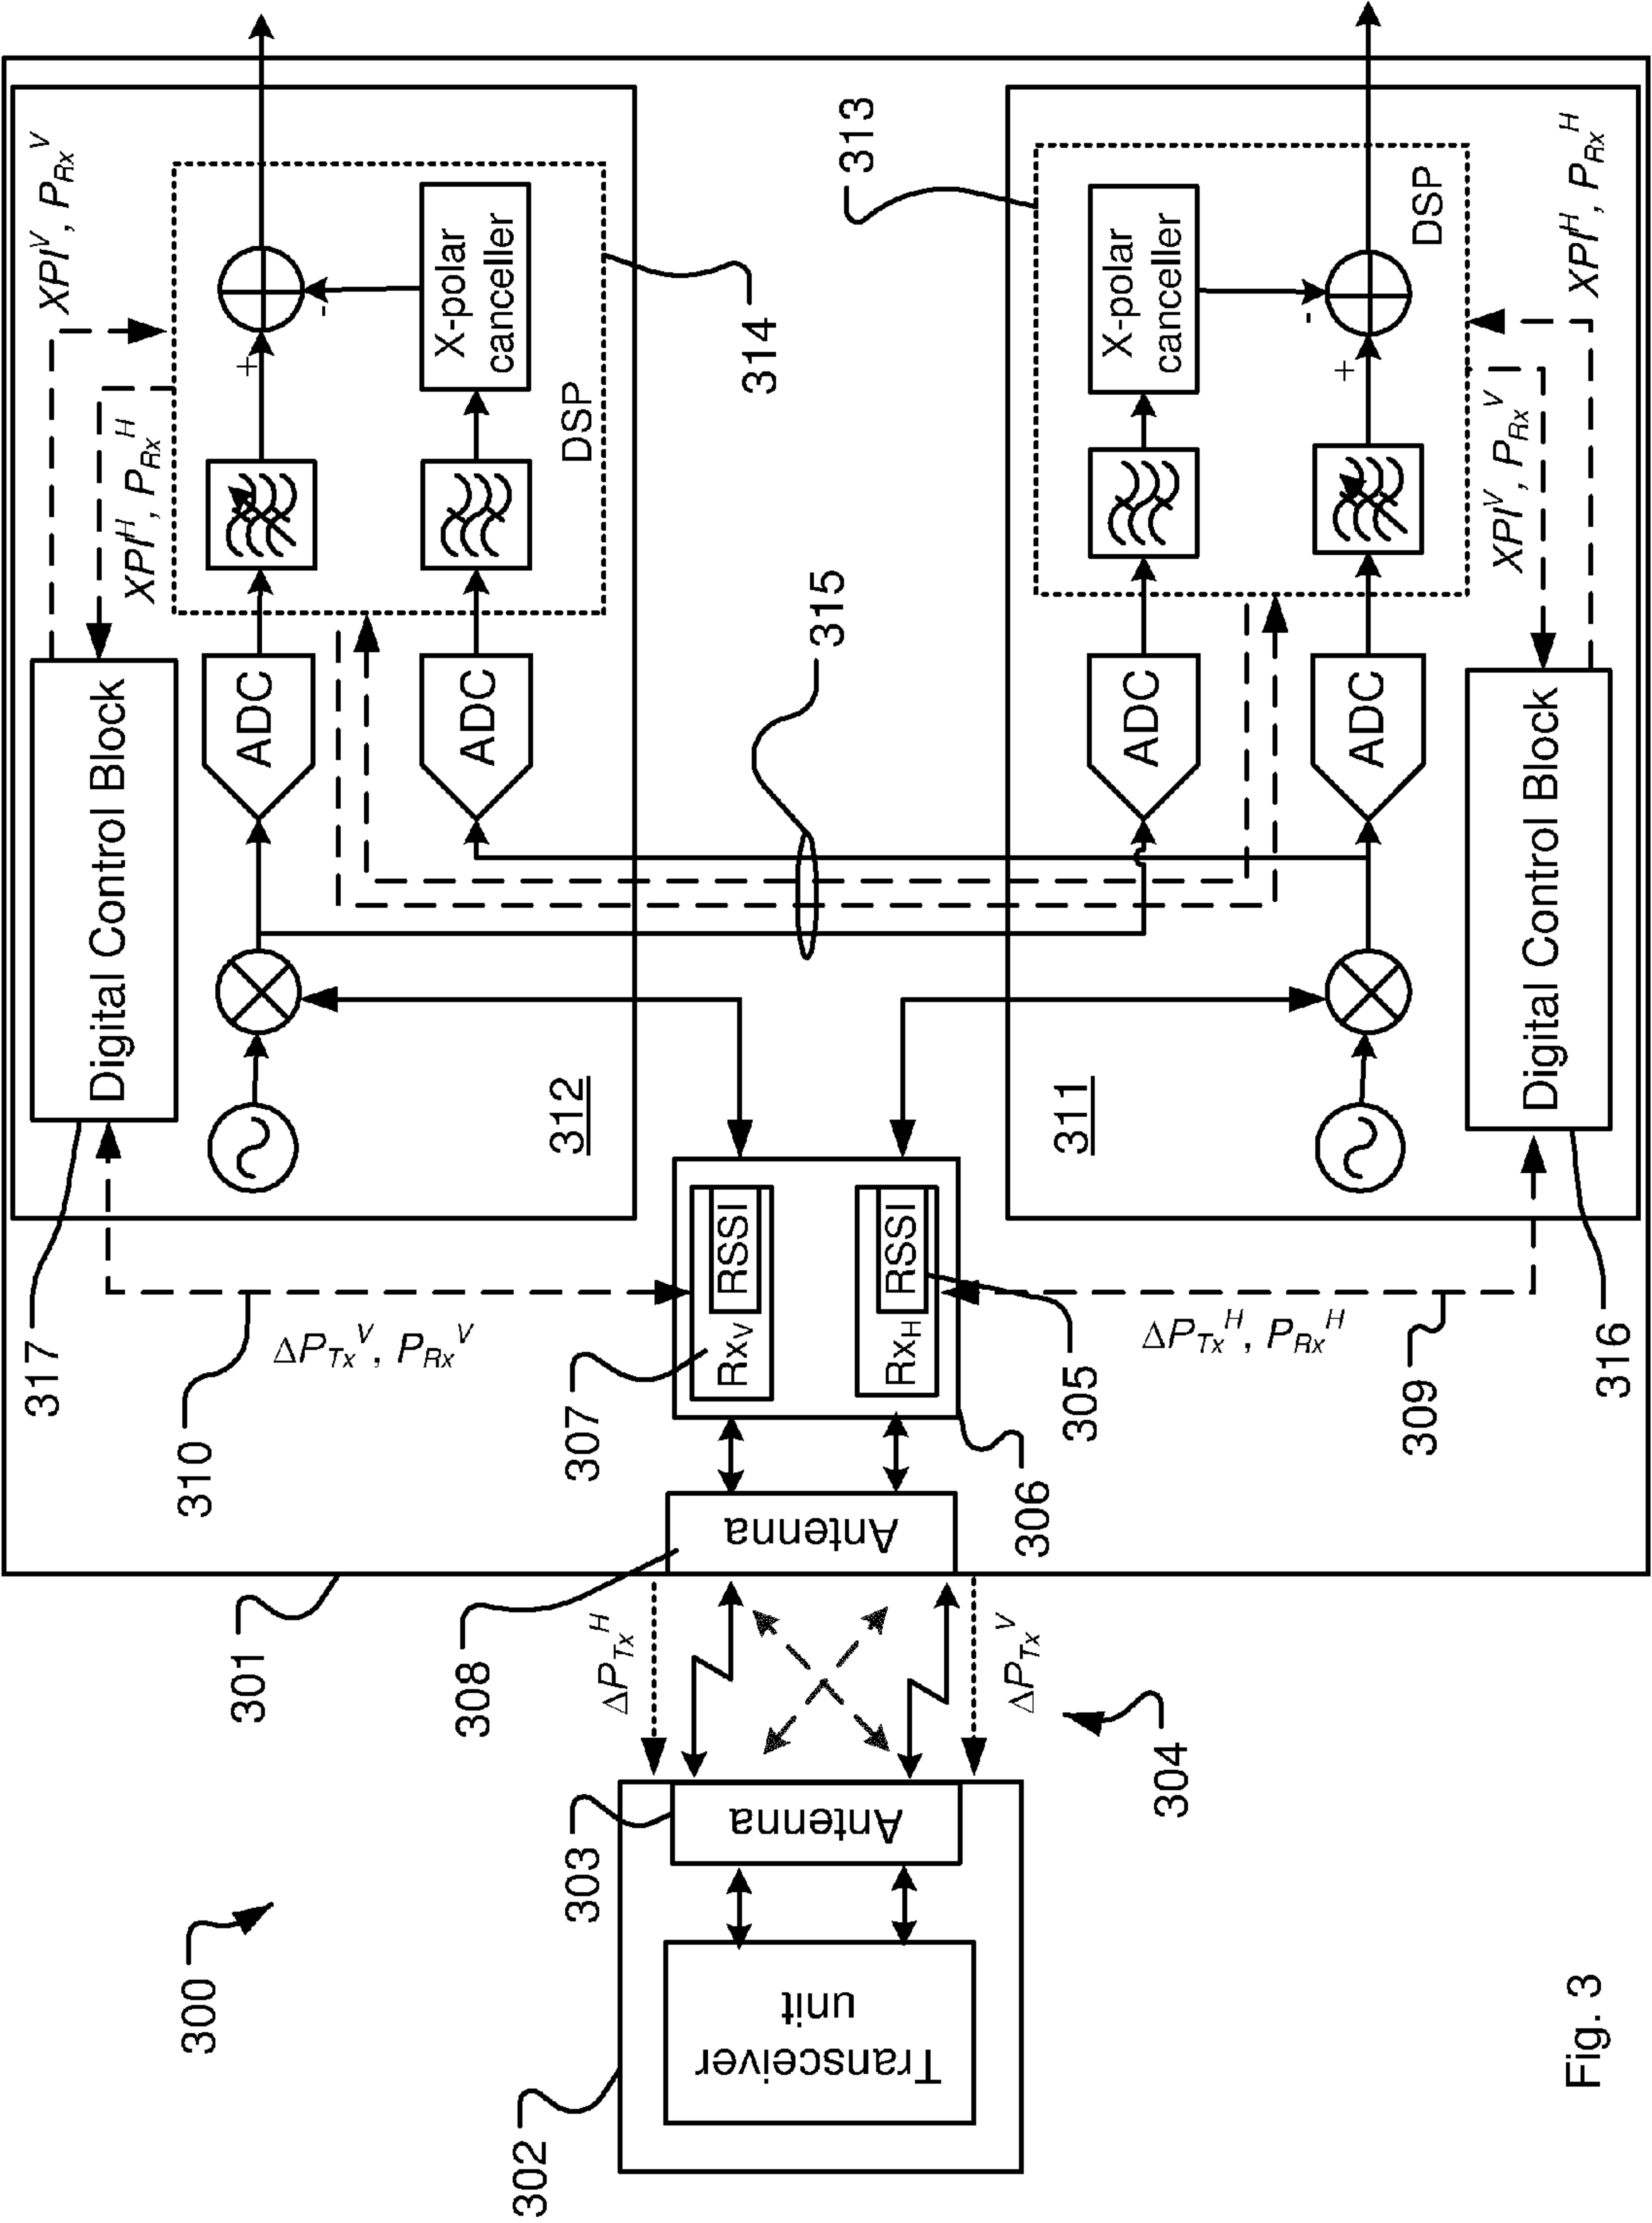 300
302
Transceiver
unit
303
Antenna
304
ΔP_Tx^H
ΔP_Tx^V
301
308
Antenna
306
307
Rx_V
RSSI
Rx_H
RSSI
305
310
ΔP_Tx^V, P_Rx^V
309
ΔP_Tx^H, P_Rx^H
317
Digital Control Block
XPI^V, P_Rx^V
XPI^H, P_Rx^H
312
ADC
ADC
+
-
X-polar
canceller
DSP
314
315
313
311
ADC
ADC
X-polar
canceller
-
+
DSP
316
Digital Control Block
XPI^V, P_Rx^V
XPI^H, P_Rx^H
Fig. 3